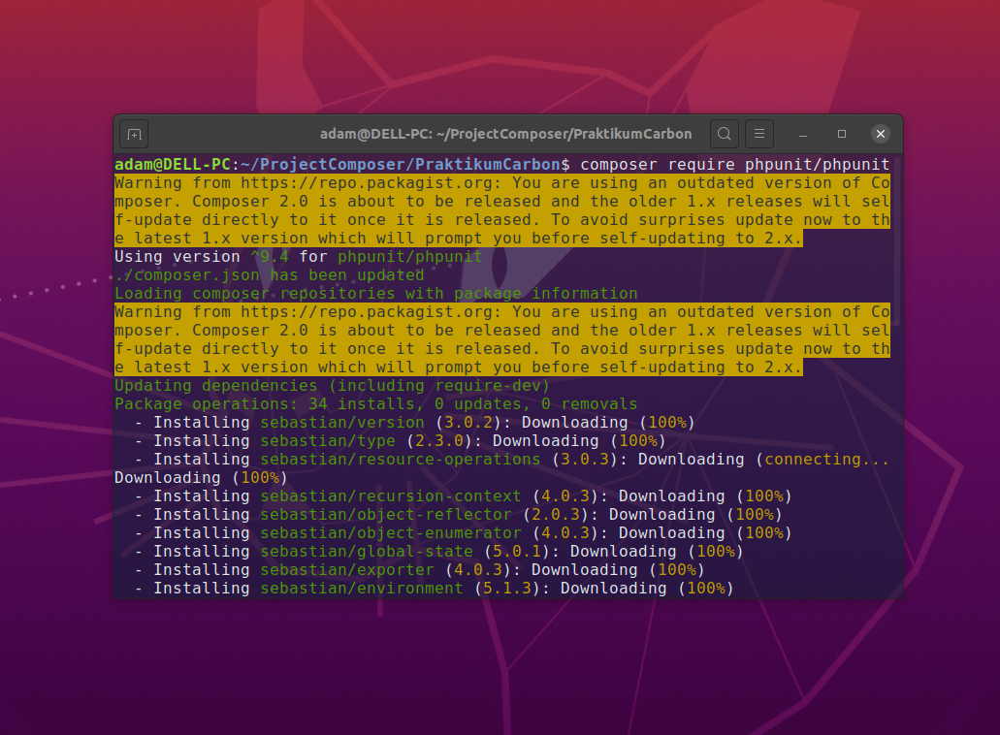 adam@DELL-PC: ~/ProjectComposer/PraktikumCarbon
adam@DELL-PC:~/ProjectComposer/PraktikumCarbon$ composer require phpunit/phpunit
Warning from https://repo.packagist.org: You are using an outdated version of Co
mposer. Composer 2.0 is about to be released and the older 1.x releases will sel
f-update directly to it once it is released. To avoid surprises update now to th
e latest 1.x version which will prompt you before self-updating to 2.x.
Using version ^9.4 for phpunit/phpunit
./composer.json has been updated
Loading composer repositories with package information
Warning from https://repo.packagist.org: You are using an outdated version of Co
mposer. Composer 2.0 is about to be released and the older 1.x releases will sel
f-update directly to it once it is released. To avoid surprises update now to th
e latest 1.x version which will prompt you before self-updating to 2.x.
Updating dependencies (including require-dev)
Package operations: 34 installs, 0 updates, 0 removals
  - Installing sebastian/version (3.0.2): Downloading (100%)
  - Installing sebastian/type (2.3.0): Downloading (100%)
  - Installing sebastian/resource-operations (3.0.3): Downloading (connecting...
Downloading (100%)
  - Installing sebastian/recursion-context (4.0.3): Downloading (100%)
  - Installing sebastian/object-reflector (2.0.3): Downloading (100%)
  - Installing sebastian/object-enumerator (4.0.3): Downloading (100%)
  - Installing sebastian/global-state (5.0.1): Downloading (100%)
  - Installing sebastian/exporter (4.0.3): Downloading (100%)
  - Installing sebastian/environment (5.1.3): Downloading (100%)